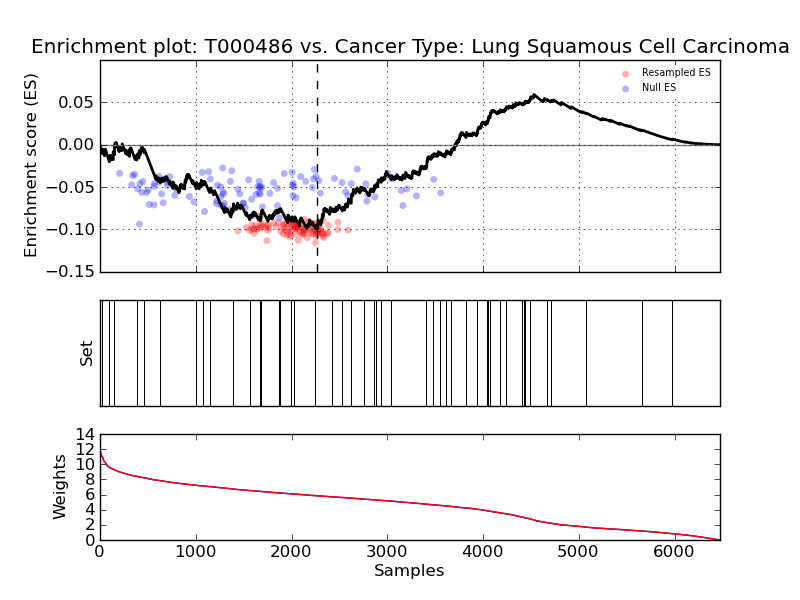 Enrichment plot: T000486 vs. Cancer Type: Lung Squamous Cell Carcinoma
Enrichment score (ES)
0.05
0.00
−0.05
−0.10
−0.15
Resampled ES
Null ES
Set
Weights
14
12
10
8
6
4
2
0
0 1000 2000 3000 4000 5000 6000
Samples